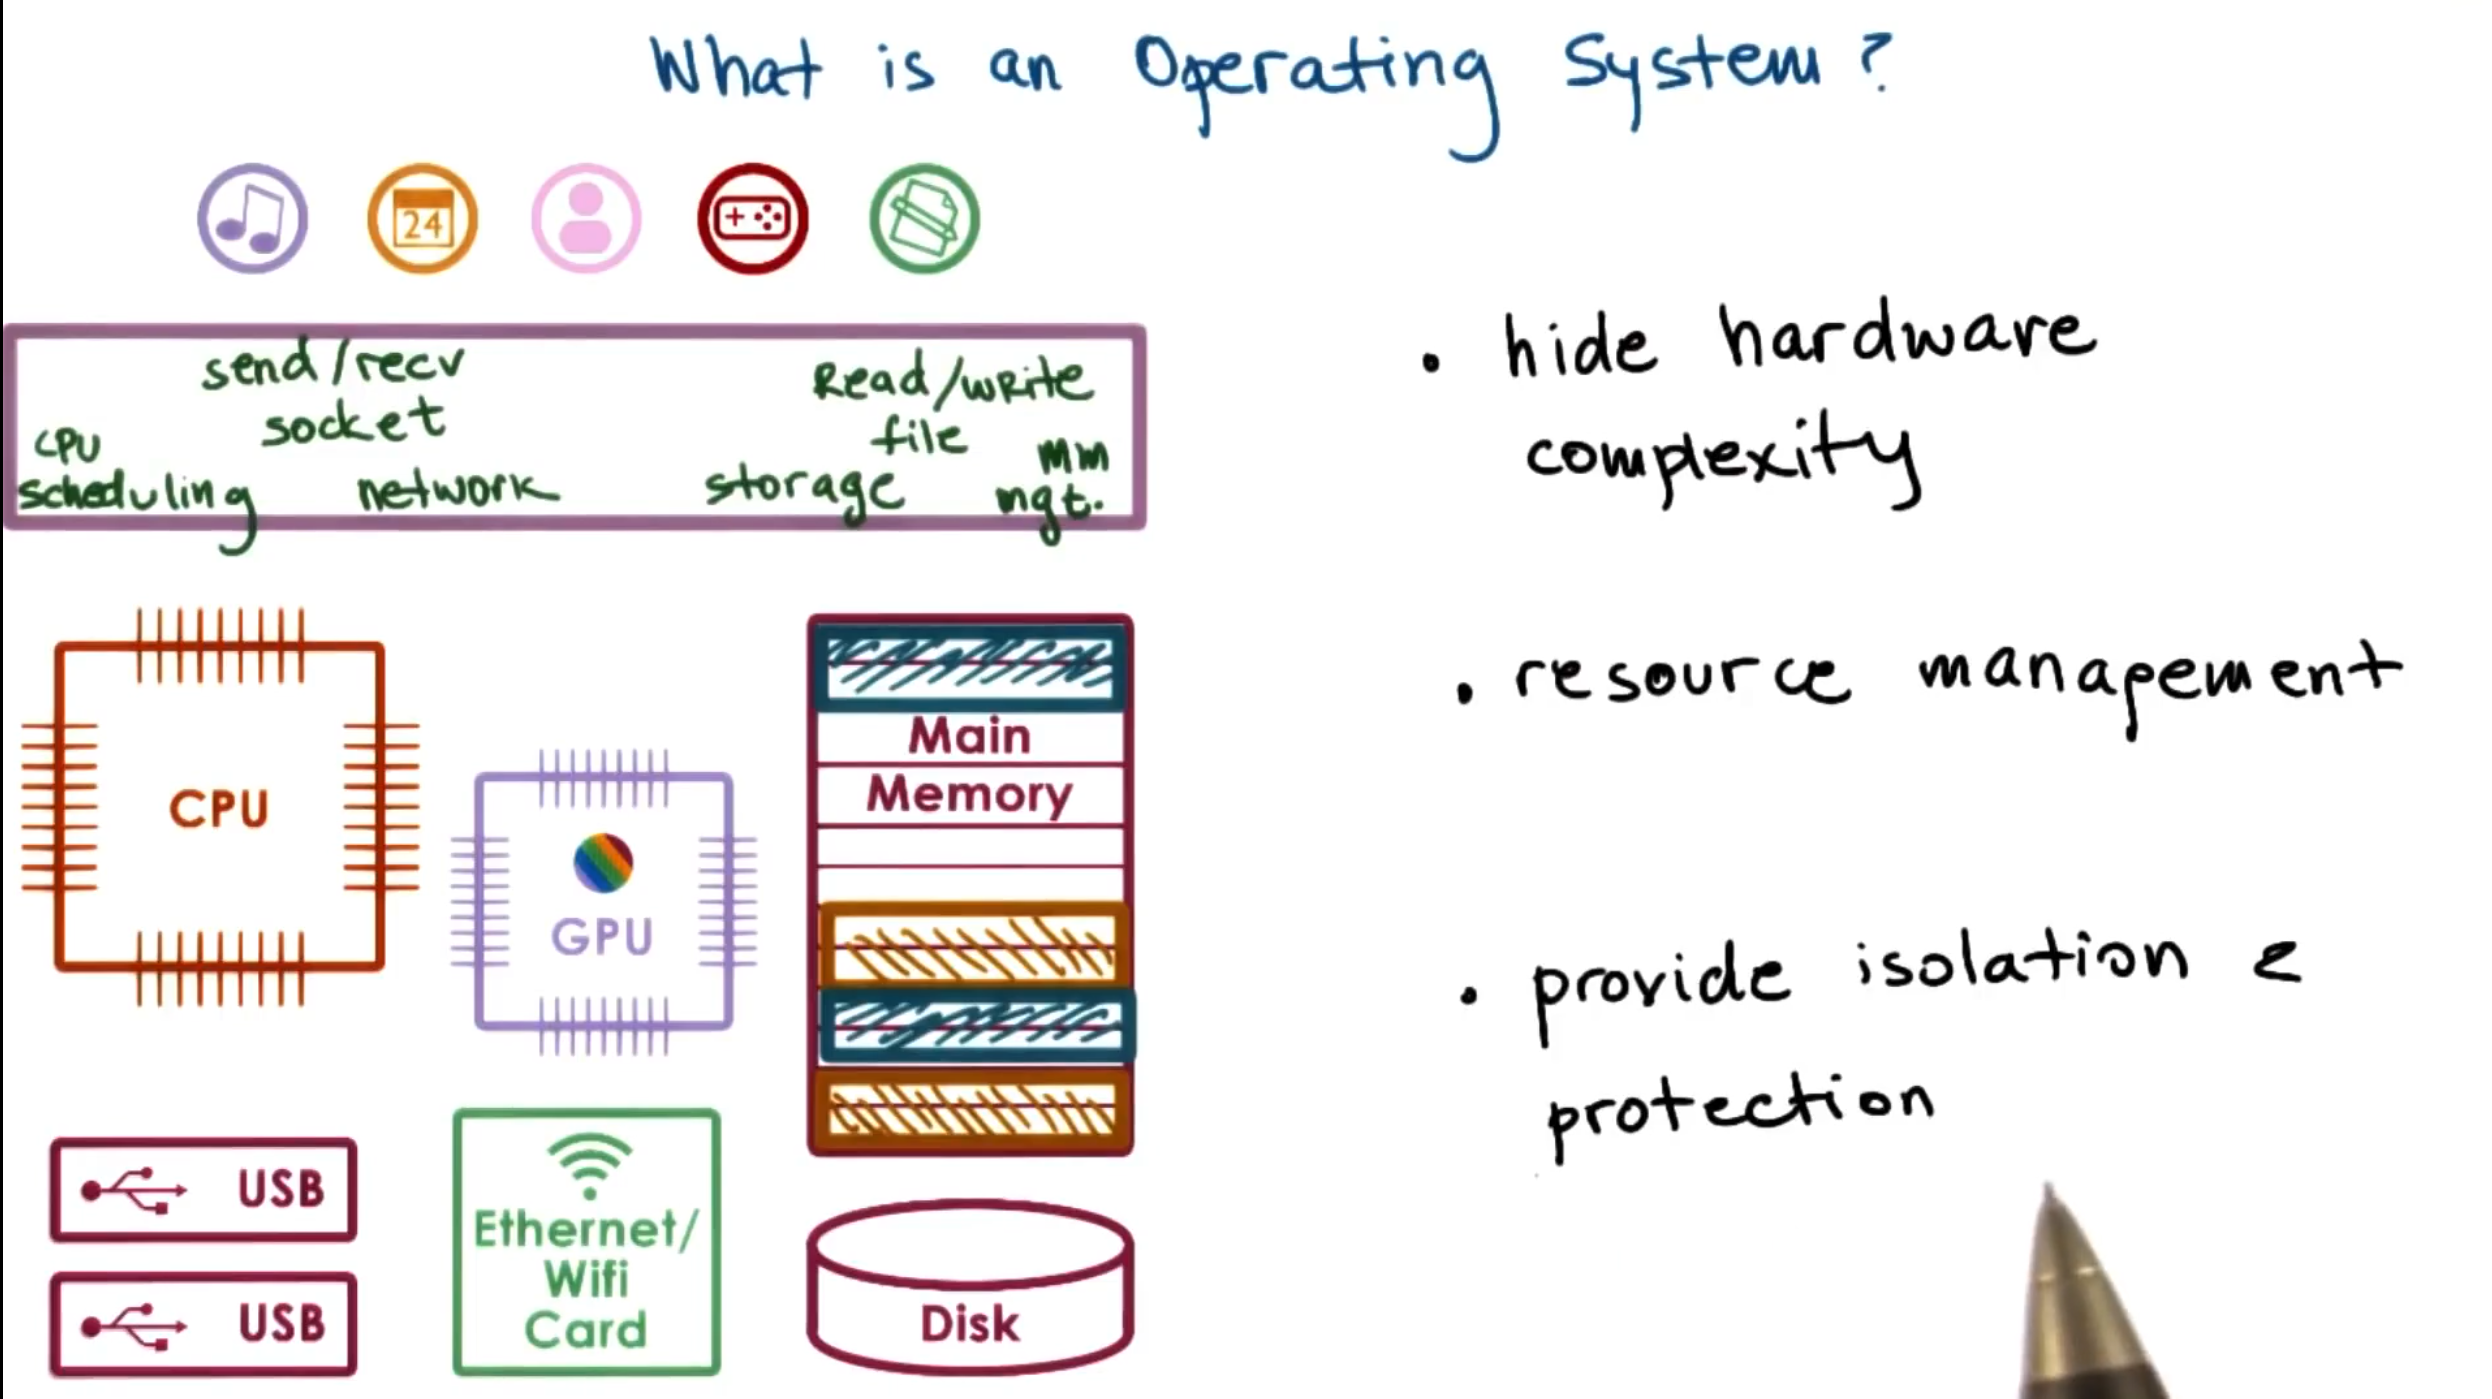 What is an Operating System?
24
send/recv
socket
CPU
scheduling
network
Read/write
file
storage
mm
mgt.
• hide hardware
complexity
• resource management
• provide isolation &
protection
CPU
GPU
Main
Memory
USB
USB
Ethernet/
Wifi
Card
Disk